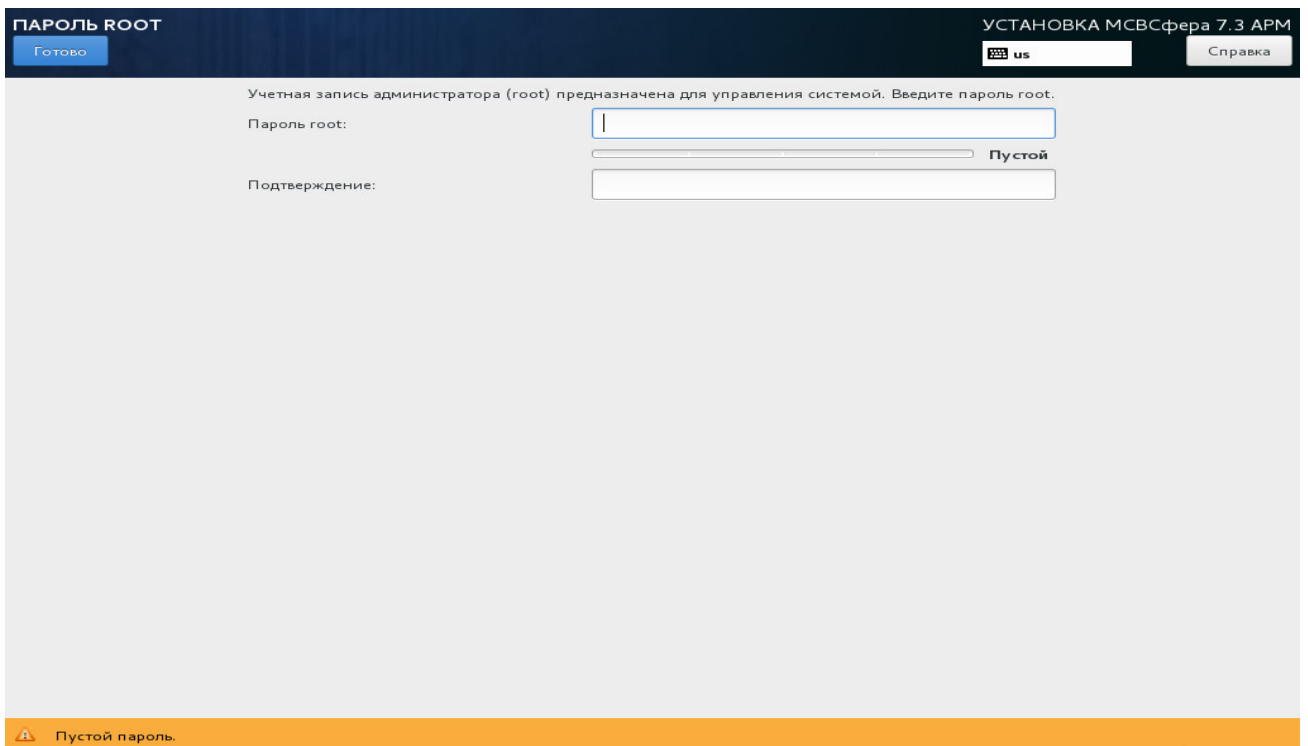 ПАРОЛЬ ROOT
УСТАНОВКА МСВСфера 7.3 АРМ
Готово
us
Справка
Учетная запись администратора (root) предназначена для управления системой. Введите пароль root.
Пароль root:
Пустой
Подтверждение:
Пустой пароль.